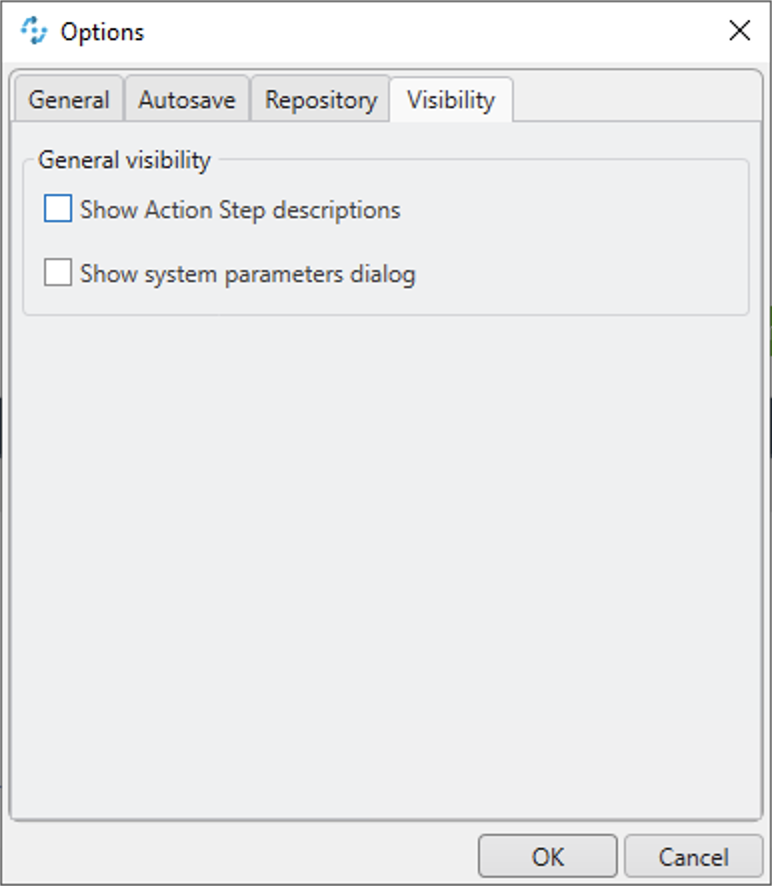 Options
General Autosave Repository Visibility
General visibility
Show Action Step descriptions
Show system parameters dialog
OK Cancel